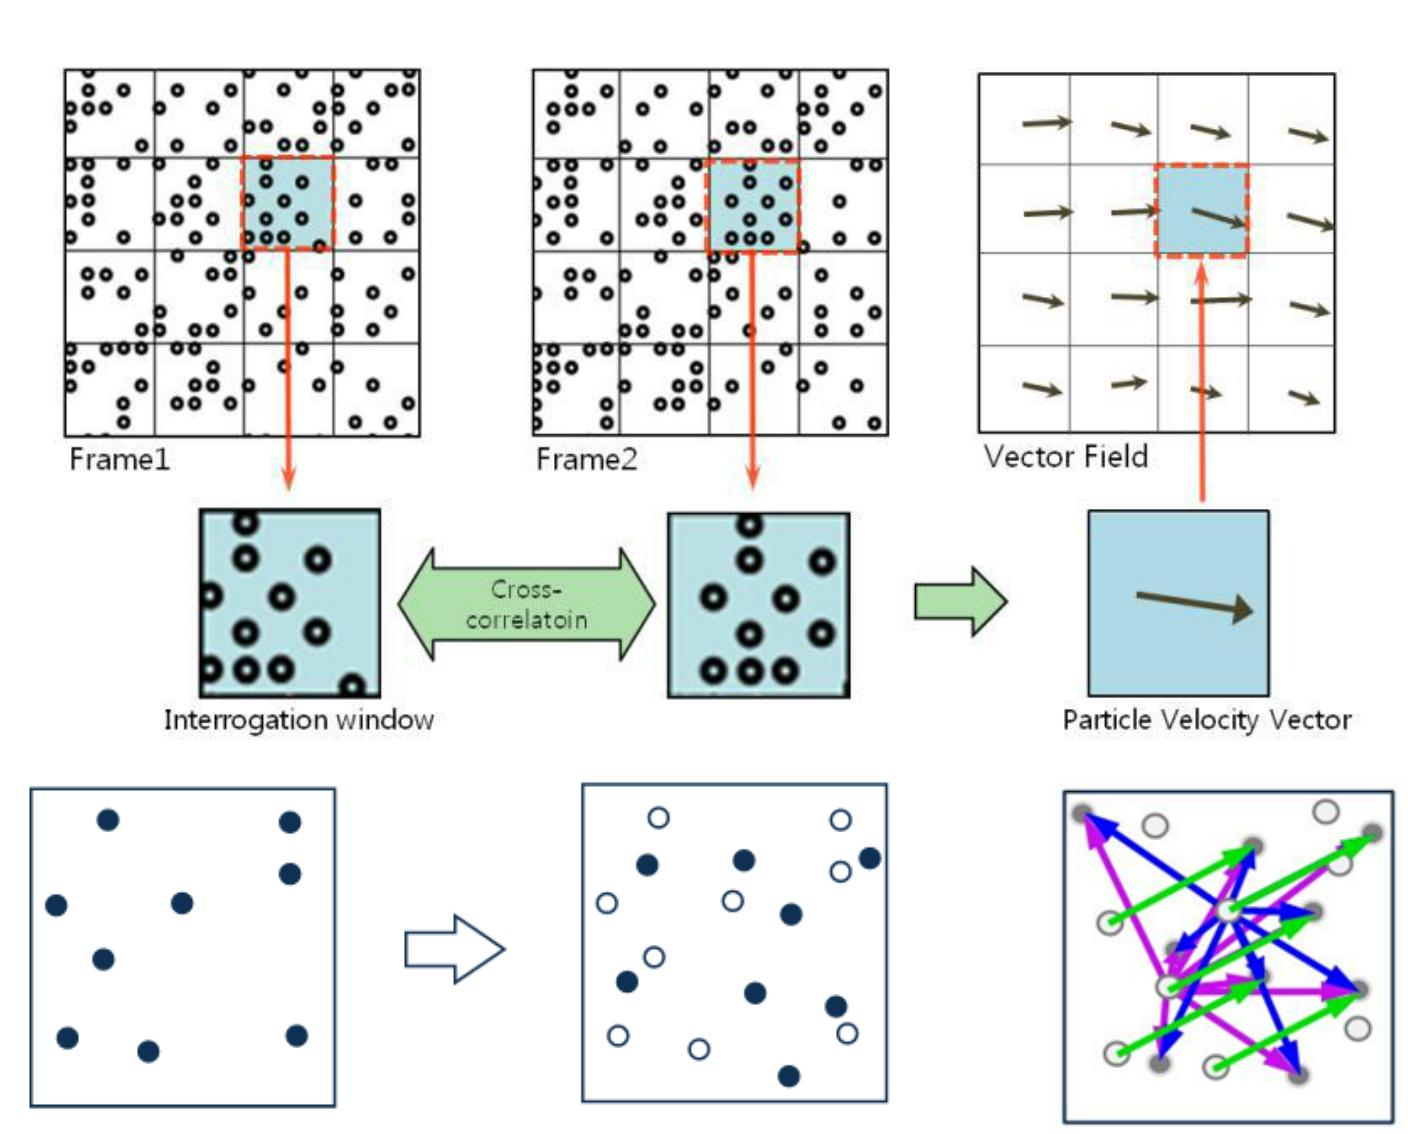 Frame1
Frame2
Vector Field
Cross-
correlatoin
Interrogation window
Particle Velocity Vector